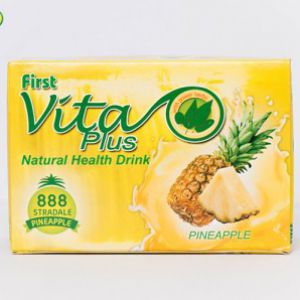 First
Vita
Plus
Natural Health Drink
888
STRADALE
PINEAPPLE
PINEAPPLE